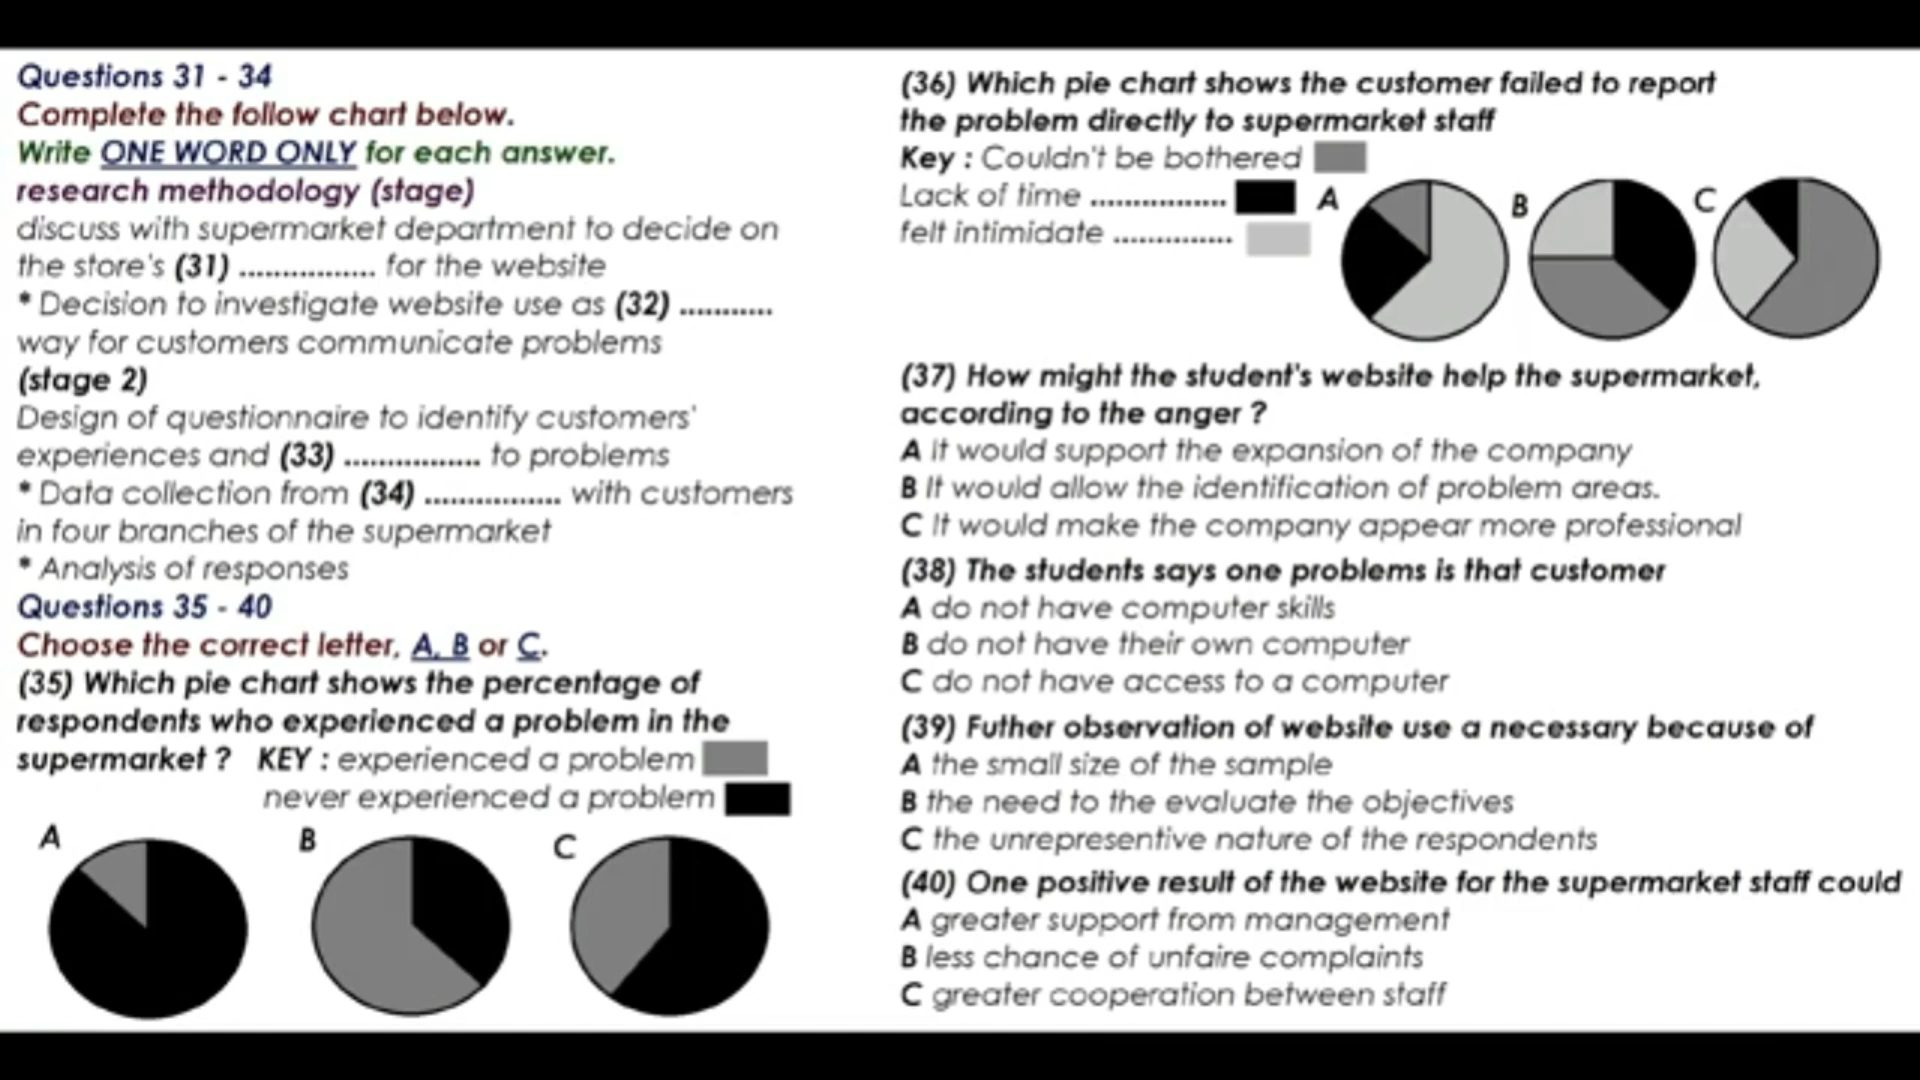 Questions 31 - 34
Complete the follow chart below.
Write ONE WORD ONLY for each answer.
research methodology (stage)
discuss with supermarket department to decide on
the store's (31) ................ for the website
* Decision to investigate website use as (32) ...........
way for customers communicate problems
(stage 2)
Design of questionnaire to identify customers'
experiences and (33) ................ to problems
* Data collection from (34) ................ with customers
in four branches of the supermarket
* Analysis of responses
Questions 35 - 40
Choose the correct letter, A, B or C.
(35) Which pie chart shows the percentage of
respondents who experienced a problem in the
supermarket ? KEY : experienced a problem
never experienced a problem
A B C
(36) Which pie chart shows the customer failed to report
the problem directly to supermarket staff
Key : Couldn't be bothered
Lack of time ................
felt intimidate ..............
A B C
(37) How might the student's website help the supermarket,
according to the anger ?
A It would support the expansion of the company
B It would allow the identification of problem areas.
C It would make the company appear more professional
(38) The students says one problems is that customer
A do not have computer skills
B do not have their own computer
C do not have access to a computer
(39) Futher observation of website use a necessary because of
A the small size of the sample
B the need to the evaluate the objectives
C the unrepresentive nature of the respondents
(40) One positive result of the website for the supermarket staff could
A greater support from management
B less chance of unfaire complaints
C greater cooperation between staff